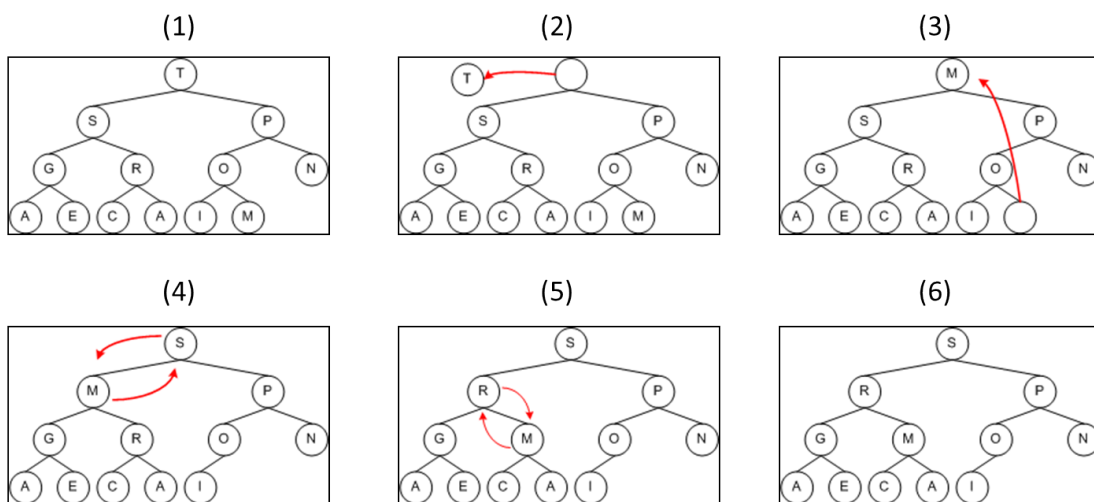 (1) (2) (3)
T
S P
G R O N
A E C A I M
T
S P
G R O N
A E C A I M
M
S P
G R O N
A E C A I
(4) (5) (6)
S
M P
G R O N
A E C A I
S
R P
G M O N
A E C A I
S
R P
G M O N
A E C A I